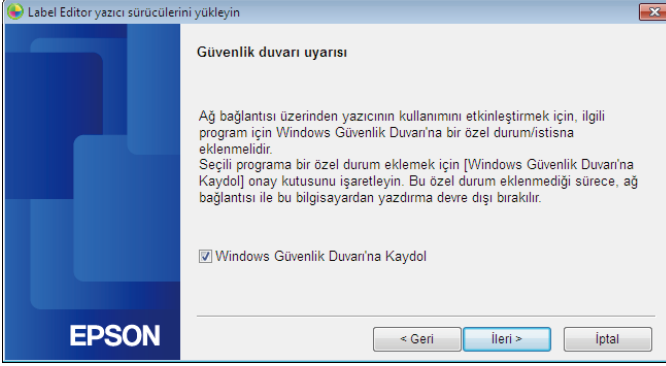 Label Editor yazıcı sürücülerini yükleyin
Güvenlik duvarı uyarısı
Ağ bağlantısı üzerinden yazıcının kullanımını etkinleştirmek için, ilgili
program için Windows Güvenlik Duvarı'na bir özel durum/istisna
eklenmelidir.
Seçili programa bir özel durum eklemek için [Windows Güvenlik Duvarı'na
Kaydol] onay kutusunu işaretleyin. Bu özel durum eklenmediği sürece, ağ
bağlantısı ile bu bilgisayardan yazdırma devre dışı bırakılır.
Windows Güvenlik Duvarı'na Kaydol
EPSON
< Geri
İleri >
İptal